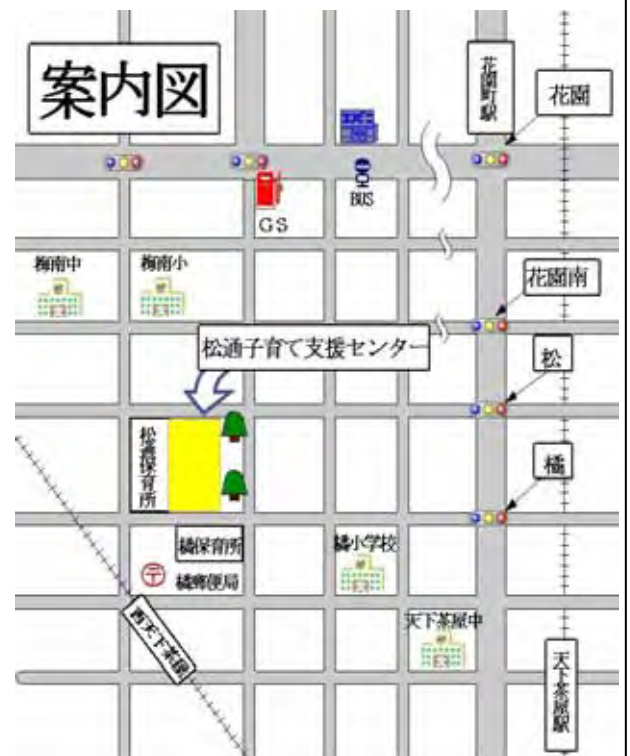 案内図
花園町駅
花園
BUS
GS
梅南中
梅南小
花園南
松通子育て支援センター
松
松通保育所
橘
橘保育所
橘小学校
〒
橘郵便局
天下茶屋中
西天下茶屋駅
天下茶屋駅